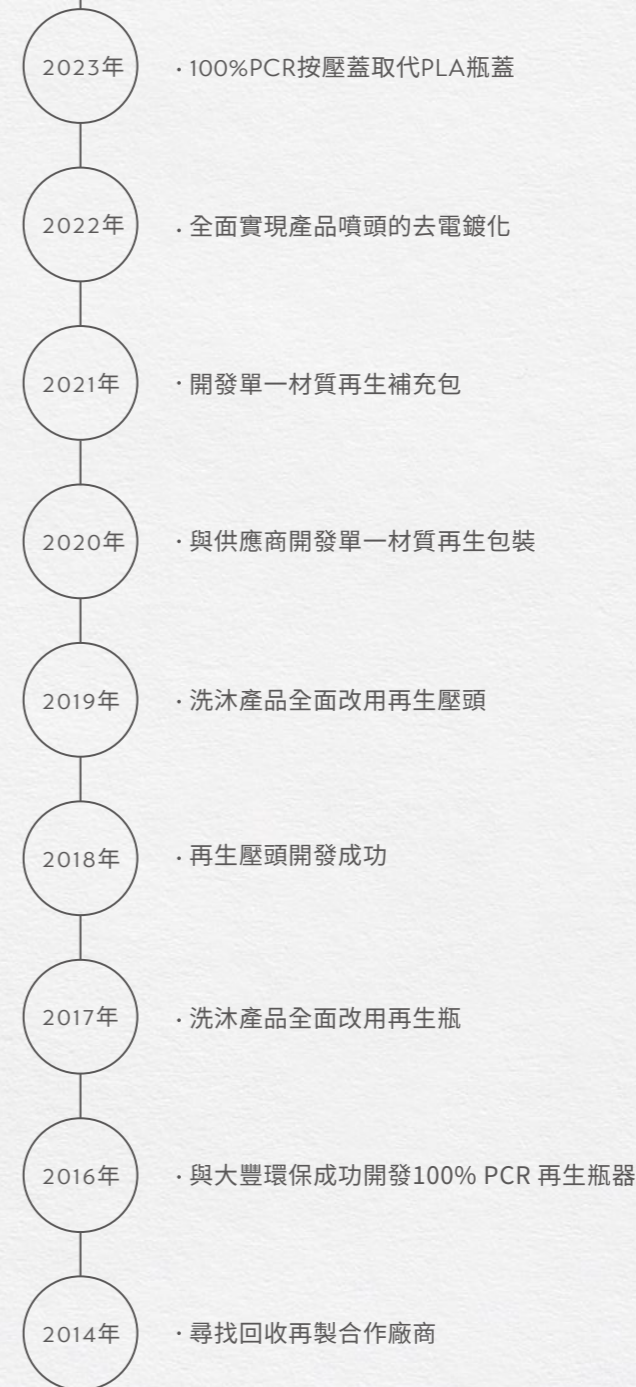 2023年 ·100%PCR按壓蓋取代PLA瓶蓋
2022年 ·全面實現產品噴頭的去電鍍化
2021年 ·開發單一材質再生補充包
2020年 ·與供應商開發單一材質再生包裝
2019年 ·洗沐產品全面改用再生壓頭
2018年 ·再生壓頭開發成功
2017年 ·洗沐產品全面改用再生瓶
2016年 ·與大豐環保成功開發100% PCR 再生瓶器
2014年 ·尋找回收再製合作廠商